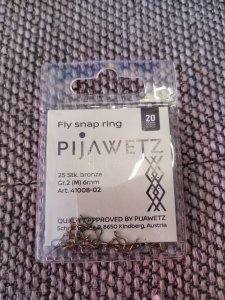 Fly snap ring
20
PIJAWETZ
25 Stk. bronze
Gr.2 (M) 6mm
Art. 41008-02
QUALITY APPROVED BY PIJAWETZ
8650 Kindberg, Austria